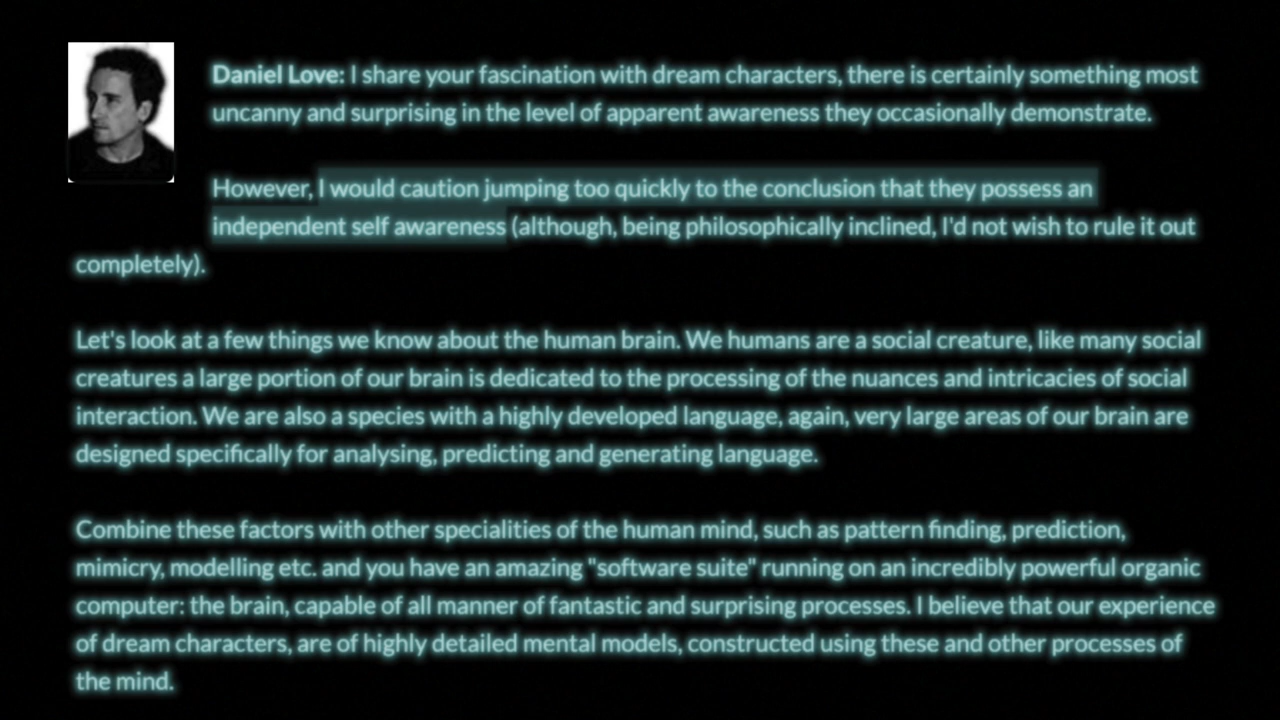 Daniel Love: I share your fascination with dream characters, there is certainly something most
uncanny and surprising in the level of apparent awareness they occasionally demonstrate.
However, I would caution jumping too quickly to the conclusion that they possess an
independent self awareness (although, being philosophically inclined, I'd not wish to rule it out
completely).
Let's look at a few things we know about the human brain. We humans are a social creature, like many social
creatures a large portion of our brain is dedicated to the processing of the nuances and intricacies of social
interaction. We are also a species with a highly developed language, again, very large areas of our brain are
designed specifically for analysing, predicting and generating language.
Combine these factors with other specialities of the human mind, such as pattern finding, prediction,
mimicry, modelling etc. and you have an amazing "software suite" running on an incredibly powerful organic
computer: the brain, capable of all manner of fantastic and surprising processes. I believe that our experience
of dream characters, are of highly detailed mental models, constructed using these and other processes of
the mind.